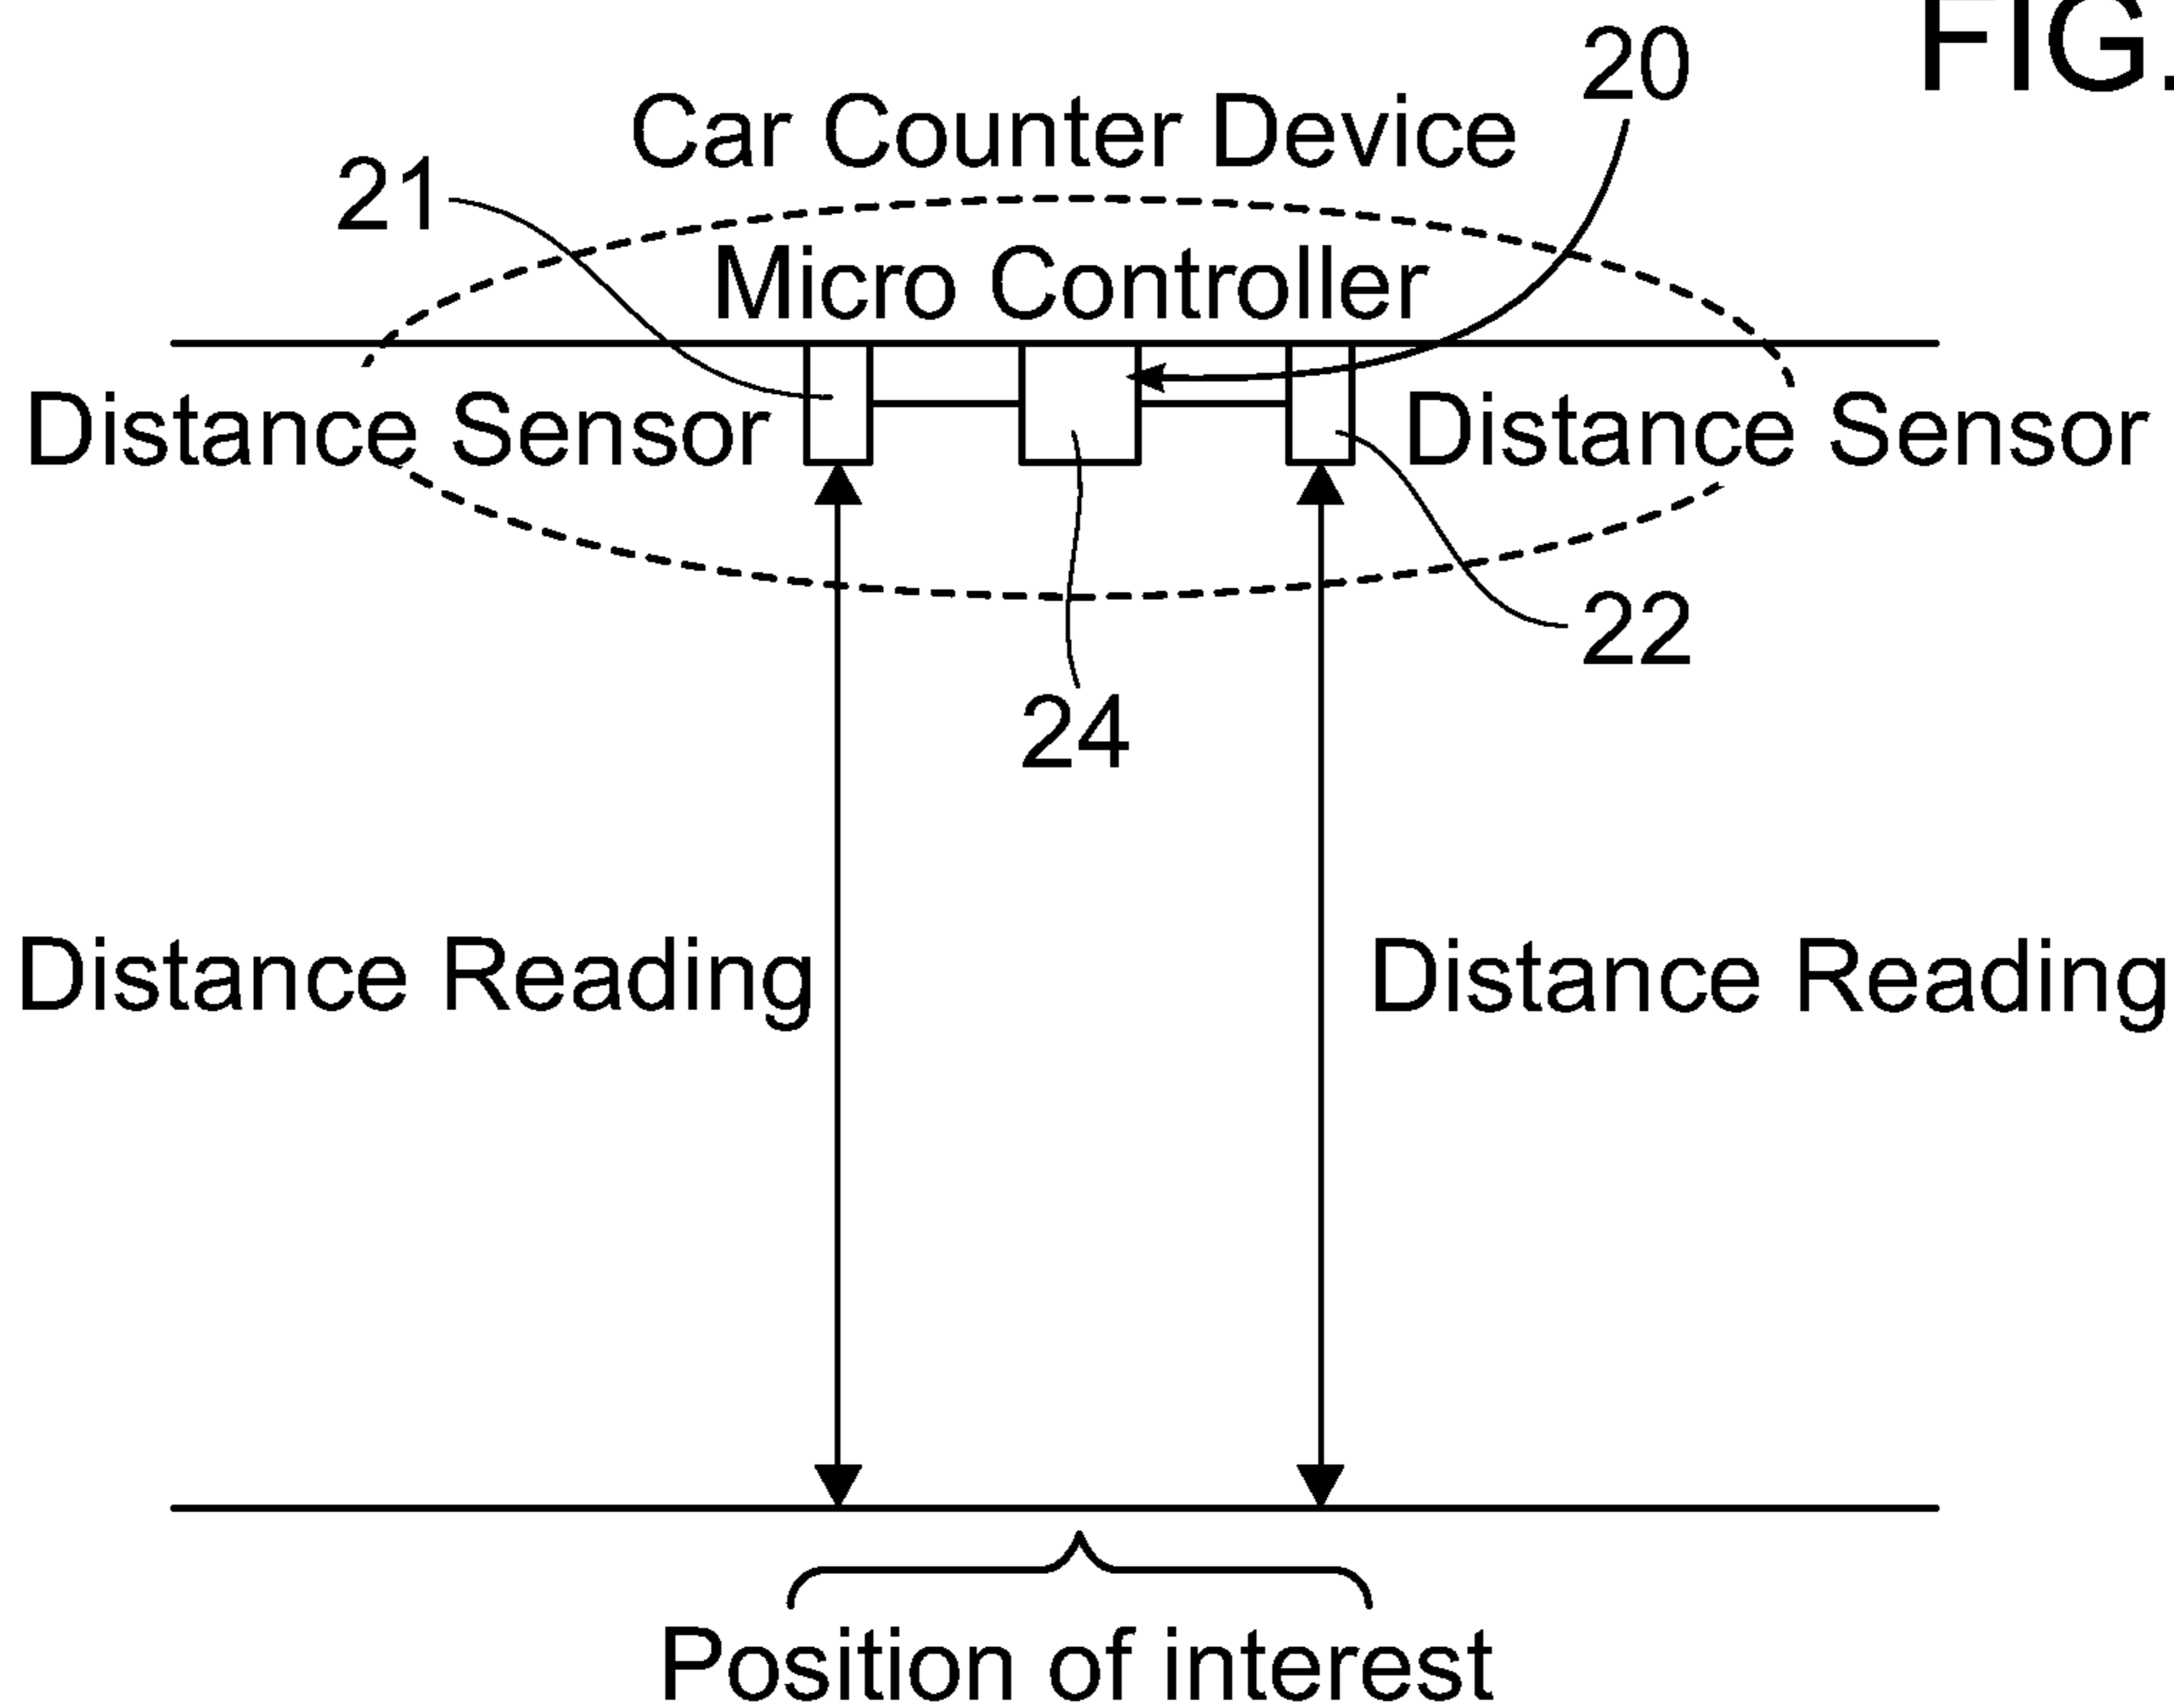 FIG.
20
Car Counter Device
21
Micro Controller
Distance Sensor
Distance Sensor
22
24
Distance Reading
Distance Reading
Position of interest